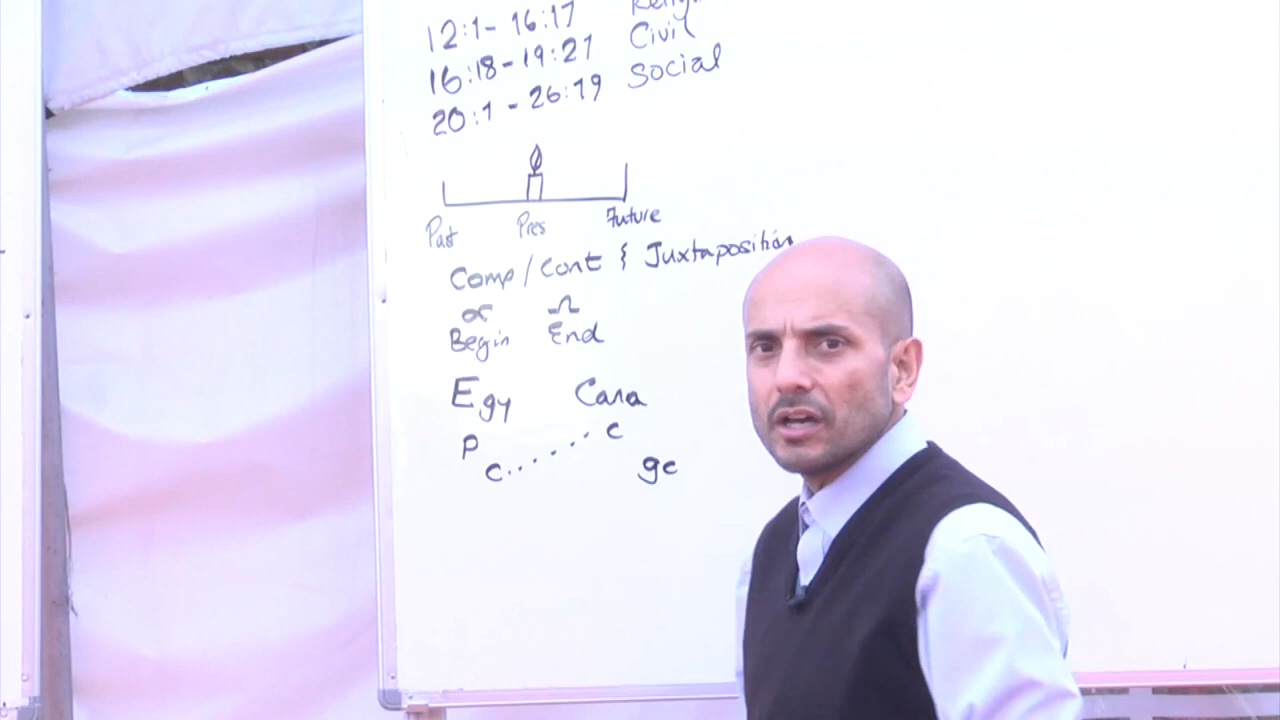 12:1- 16:17
16:18-19:21 Civil
20:1 - 26:19 Social
Past Pres Future
Comp/Cont & Juxtaposition
α Ω
Begin End
Egy Cana
P ...... c
c
gc